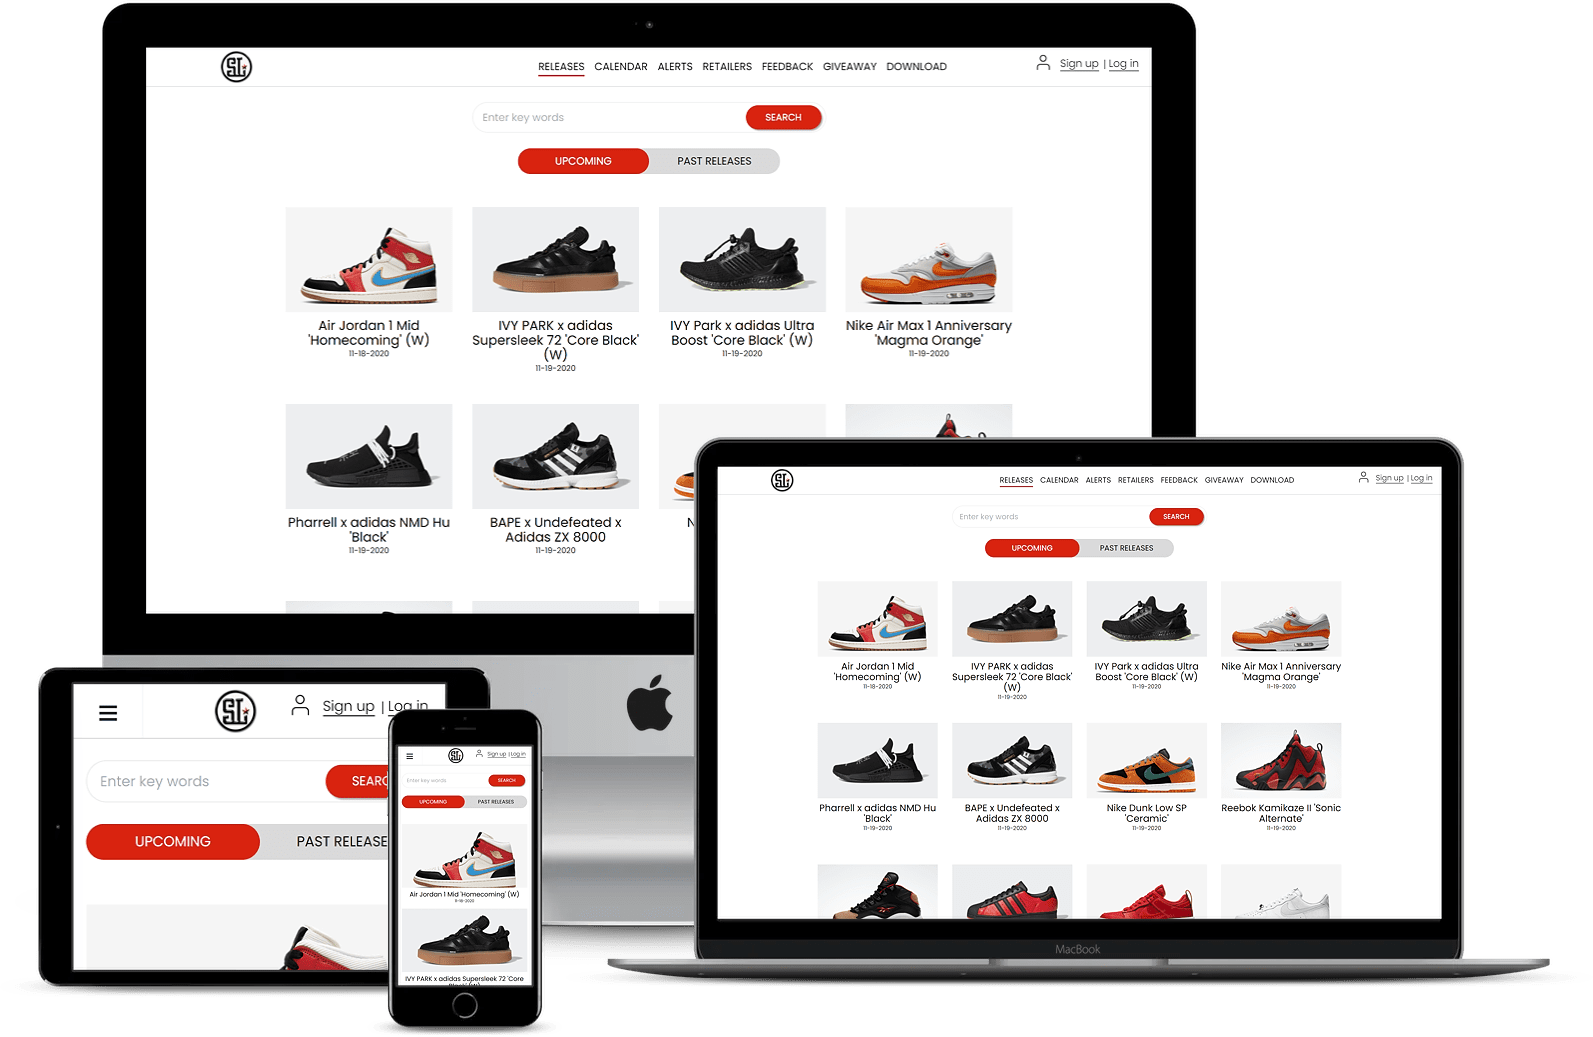 SL
RELEASES CALENDAR ALERTS RETAILERS FEEDBACK GIVEAWAY DOWNLOAD
Sign up | Log in
Enter key words
SEARCH
UPCOMING
PAST RELEASES
Air Jordan 1 Mid
'Homecoming' (W)
11-18-2020
IVY PARK x adidas
Supersleek 72 'Core Black'
(W)
11-19-2020
IVY Park x adidas Ultra
Boost 'Core Black' (W)
11-19-2020
Nike Air Max 1 Anniversary
'Magma Orange'
11-19-2020
Pharrell x adidas NMD Hu
'Black'
11-19-2020
BAPE x Undefeated x
Adidas ZX 8000
11-19-2020
N
SL
RELEASES CALENDAR ALERTS RETAILERS FEEDBACK GIVEAWAY DOWNLOAD
Sign up | Log in
Enter key words
SEARCH
UPCOMING
PAST RELEASES
Air Jordan 1 Mid
'Homecoming' (W)
11-18-2020
IVY PARK x adidas
Supersleek 72 'Core Black'
(W)
11-19-2020
IVY Park x adidas Ultra
Boost 'Core Black' (W)
11-19-2020
Nike Air Max 1 Anniversary
'Magma Orange'
11-19-2020
Pharrell x adidas NMD Hu
'Black'
11-19-2020
BAPE x Undefeated x
Adidas ZX 8000
11-19-2020
Nike Dunk Low SP
'Ceramic'
11-19-2020
Reebok Kamikaze II 'Sonic
Alternate'
11-19-2020
MacBook
SL
Sign up | Log in
Enter key words
SEARC
UPCOMING
PAST RELEASE
SL
Sign up | Log in
Enter key words
SEARCH
UPCOMING
PAST RELEASES
Air Jordan 1 Mid 'Homecoming' (W)
11-18-2020
IVY PARK x adidas Supersleek 72 'Core
Black' (W)